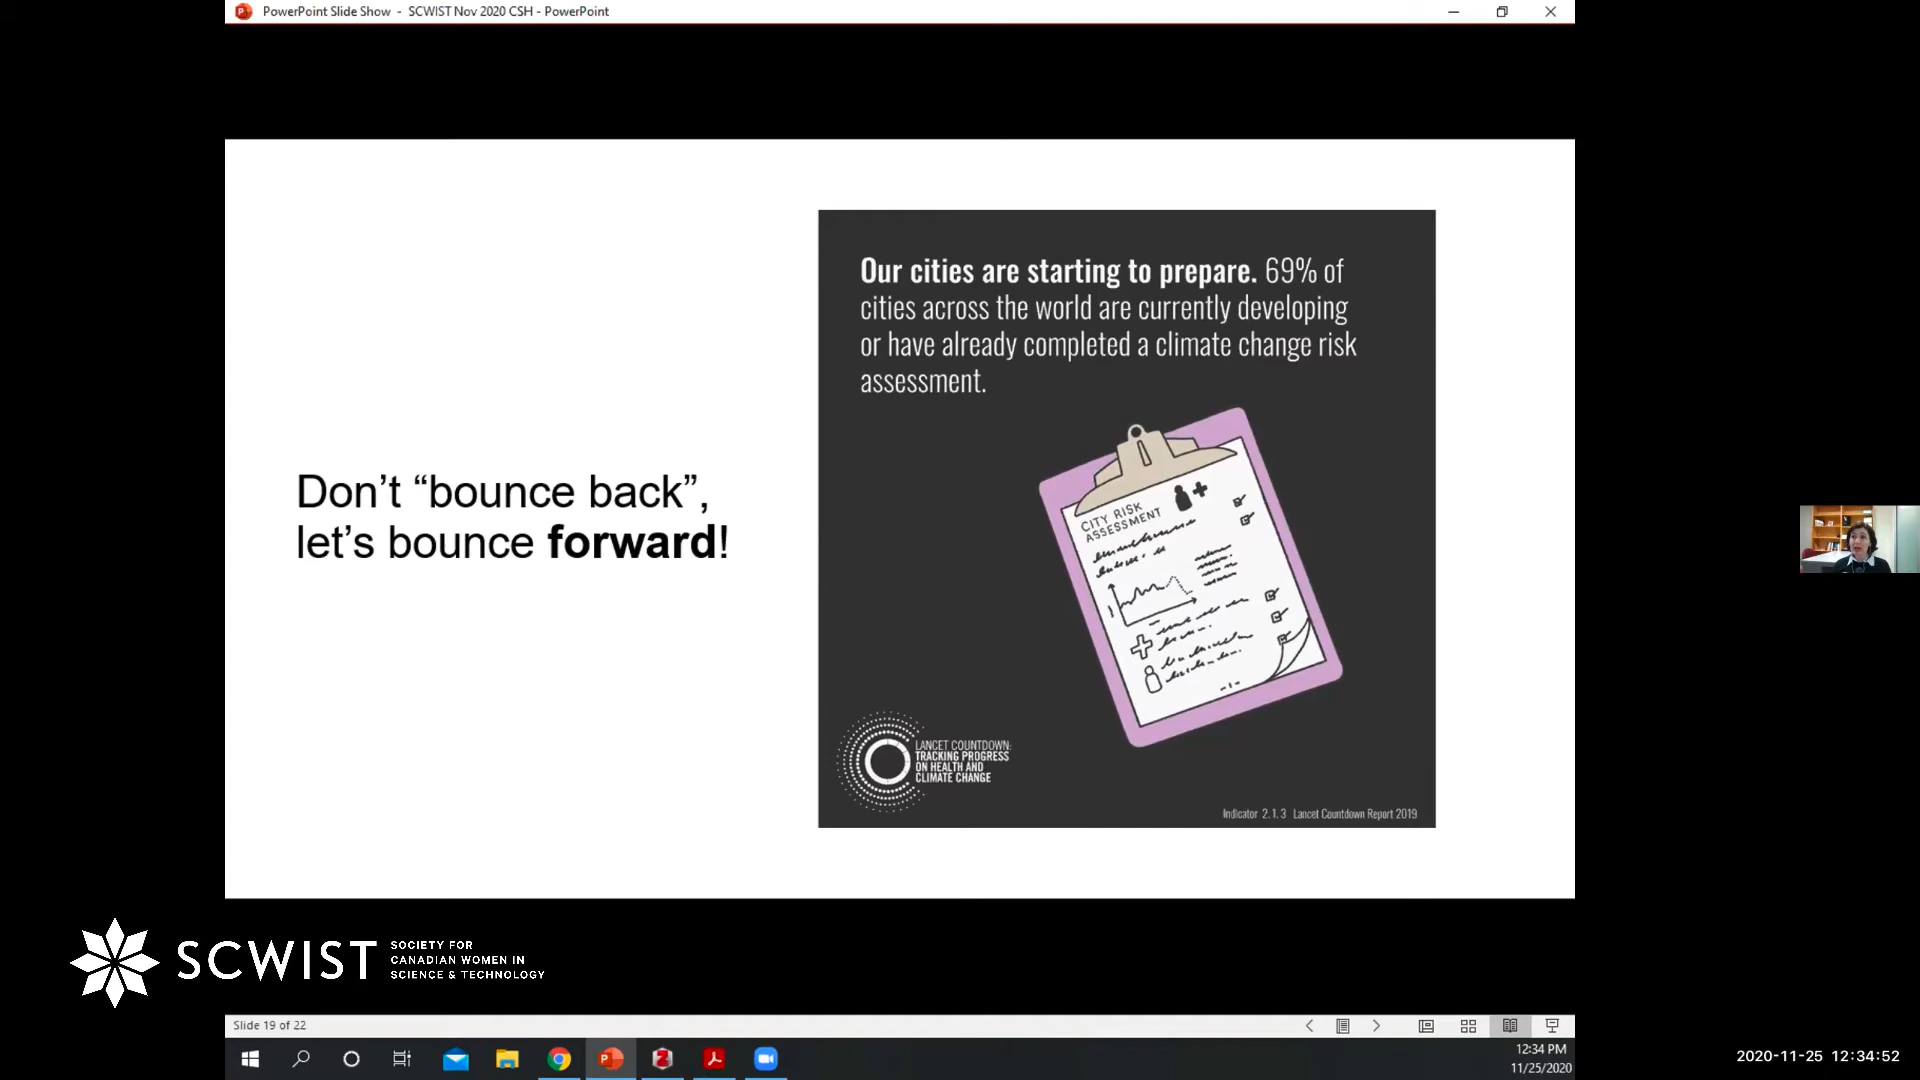 PowerPoint Slide Show - SCWIST Nov 2020 CSH - PowerPoint
Don't “bounce back”,
let's bounce forward!
Our cities are starting to prepare. 69% of
cities across the world are currently developing
or have already completed a climate change risk
assessment.
CITY RISK
ASSESSMENT
LANCET COUNTDOWN:
TRACKING PROGRESS
ON HEALTH AND
CLIMATE CHANGE
Indicator 2.1.3 Lancet Countdown Report 2019
SCWIST
SOCIETY FOR
CANADIAN WOMEN IN
SCIENCE & TECHNOLOGY
Slide 19 of 22
12:34 PM
11/25/2020
2020-11-25 12:34:52